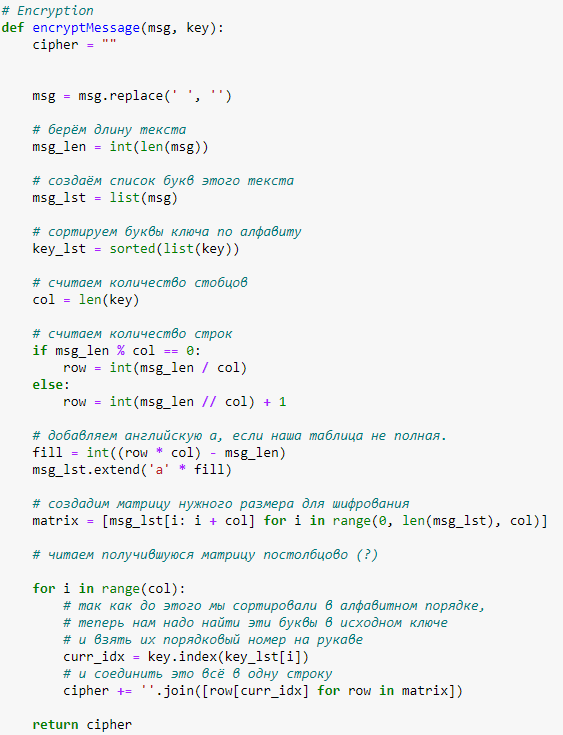 # Encryption
def encryptMessage(msg, key):
    cipher = ""
    msg = msg.replace(' ', '')
    # берём длину текста
    msg_len = int(len(msg))
    # создаём список букв этого текста
    msg_lst = list(msg)
    # сортируем буквы ключа по алфавиту
    key_lst = sorted(list(key))
    # считаем количество стобцов
    col = len(key)
    # считаем количество строк
    if msg_len % col == 0:
        row = int(msg_len / col)
    else:
        row = int(msg_len // col) + 1
    # добавляем английскую a, если наша таблица не полная.
    fill = int((row * col) - msg_len)
    msg_lst.extend('a' * fill)
    # создадим матрицу нужного размера для шифрования
    matrix = [msg_lst[i: i + col] for i in range(0, len(msg_lst), col)]
    # читаем получившуюся матрицу постолбцово (?)
    for i in range(col):
        # так как до этого мы сортировали в алфавитном порядке,
        # теперь нам надо найти эти буквы в исходном ключе
        # и взять их порядковый номер на рукаве
        curr_idx = key.index(key_lst[i])
        # и соединить это всё в одну строку
        cipher += ''.join([row[curr_idx] for row in matrix])
    return cipher